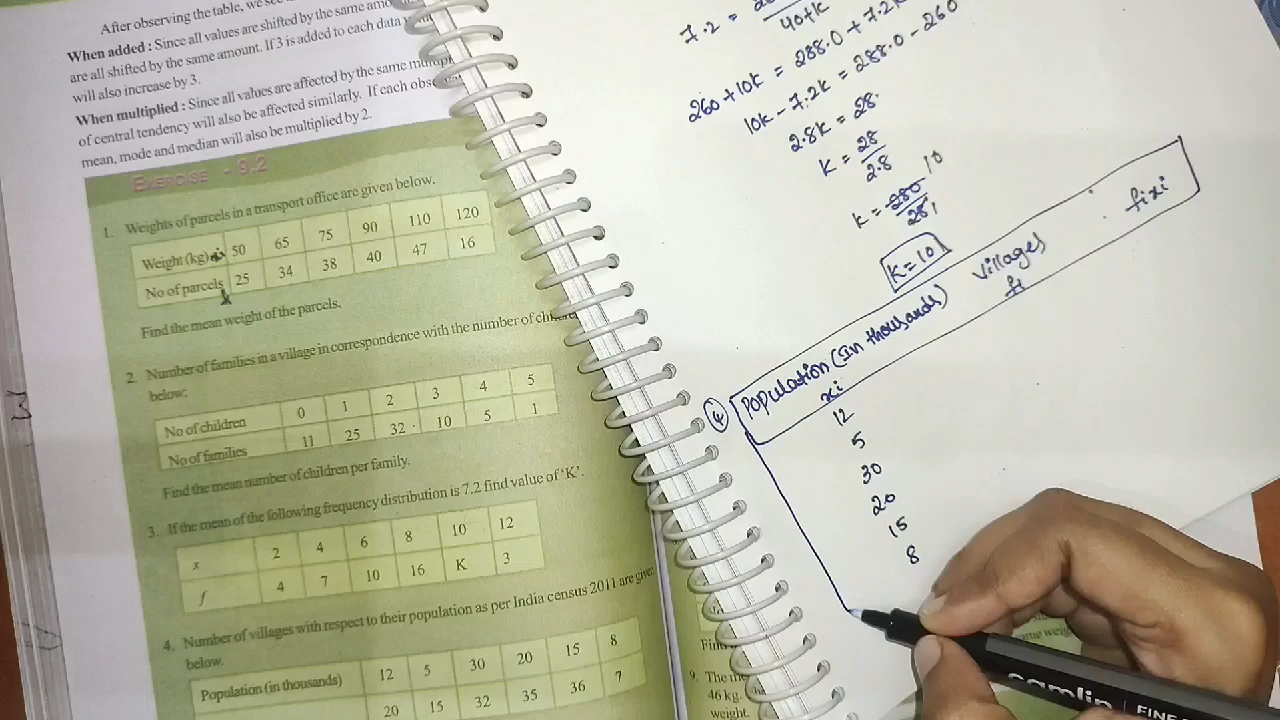 After observing the table, we see
When added : Since all values are shifted by the same
are all shifted by the same amount. If 3 is added to each data
will also increase by 3.
When multiplied : Since all values are affected by the same
of central tendency will also be affected similarly. If each
mean, mode and median will also be multiplied by 2.
EXERCISE - 9.2
1. Weights of parcels in a transport office are given below.
Weight (kg) 50 65 75 90 110 120
No of parcels 25 34 38 40 47 16
Find the mean weight of the parcels.
2. Number of families in a village in correspondence with the number of
below:
No of children 0 1 2 3 4 5
No of families 11 25 32 10 5 1
Find the mean number of children per family.
3. If the mean of the following frequency distribution is 7.2 find value of 'K'.
x 2 4 6 8 10 12
f 4 7 10 16 K 3
4. Number of villages with respect to their population as per India census 2011 are
below.
Population (in thousands) 12 5 30 20 15 8
20 15 32 35 36 7
7.2 =
40+k
260+10k = 288.0 + 7.2k
10k - 7.2k = 288.0 - 260
2.8k = 28.
k = 28
2.8
k = 280 10
28 1
k = 10
4 Population (In thousands) villages fixi
xi fi
12
5
30
20
15
8
9. The
46 kg.
weight.
camlin FINE